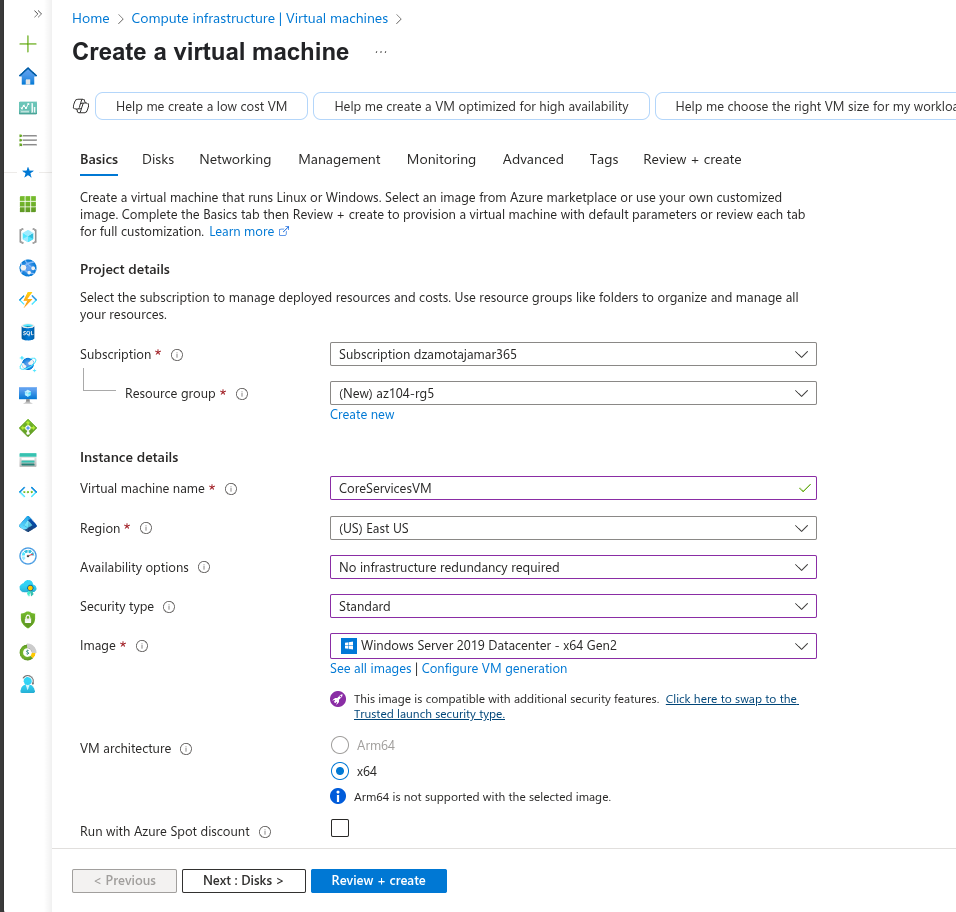 Home > Compute infrastructure | Virtual machines >
Create a virtual machine ...
Help me create a low cost VM
Help me create a VM optimized for high availability
Help me choose the right VM size for my workloa
Basics Disks Networking Management Monitoring Advanced Tags Review + create
Create a virtual machine that runs Linux or Windows. Select an image from Azure marketplace or use your own customized
image. Complete the Basics tab then Review + create to provision a virtual machine with default parameters or review each tab
for full customization. Learn more
Project details
Select the subscription to manage deployed resources and costs. Use resource groups like folders to organize and manage all
your resources.
Subscription *
Subscription dzamotajamar365
Resource group *
(New) az104-rg5
Create new
Instance details
Virtual machine name *
CoreServicesVM
Region *
(US) East US
Availability options
No infrastructure redundancy required
Security type
Standard
Image *
Windows Server 2019 Datacenter - x64 Gen2
See all images | Configure VM generation
This image is compatible with additional security features. Click here to swap to the
Trusted launch security type.
VM architecture
Arm64
x64
Arm64 is not supported with the selected image.
Run with Azure Spot discount
< Previous
Next : Disks >
Review + create